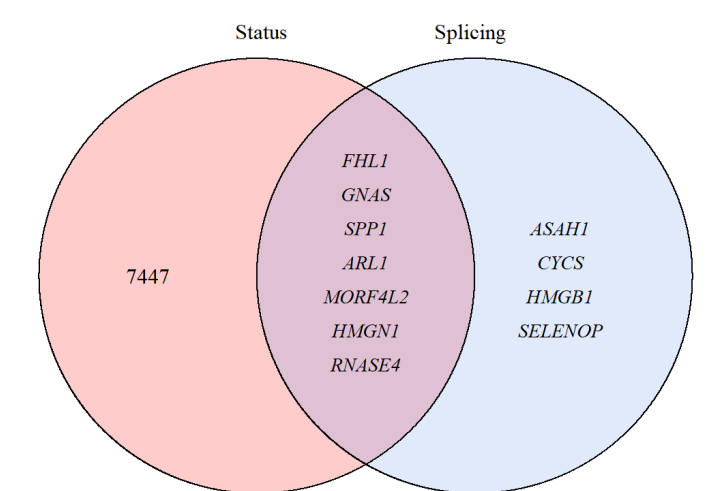 Status
Splicing
7447
FHL1
GNAS
SPP1
ARL1
MORF4L2
HMGN1
RNASE4
ASAH1
CYCS
HMGB1
SELENOP